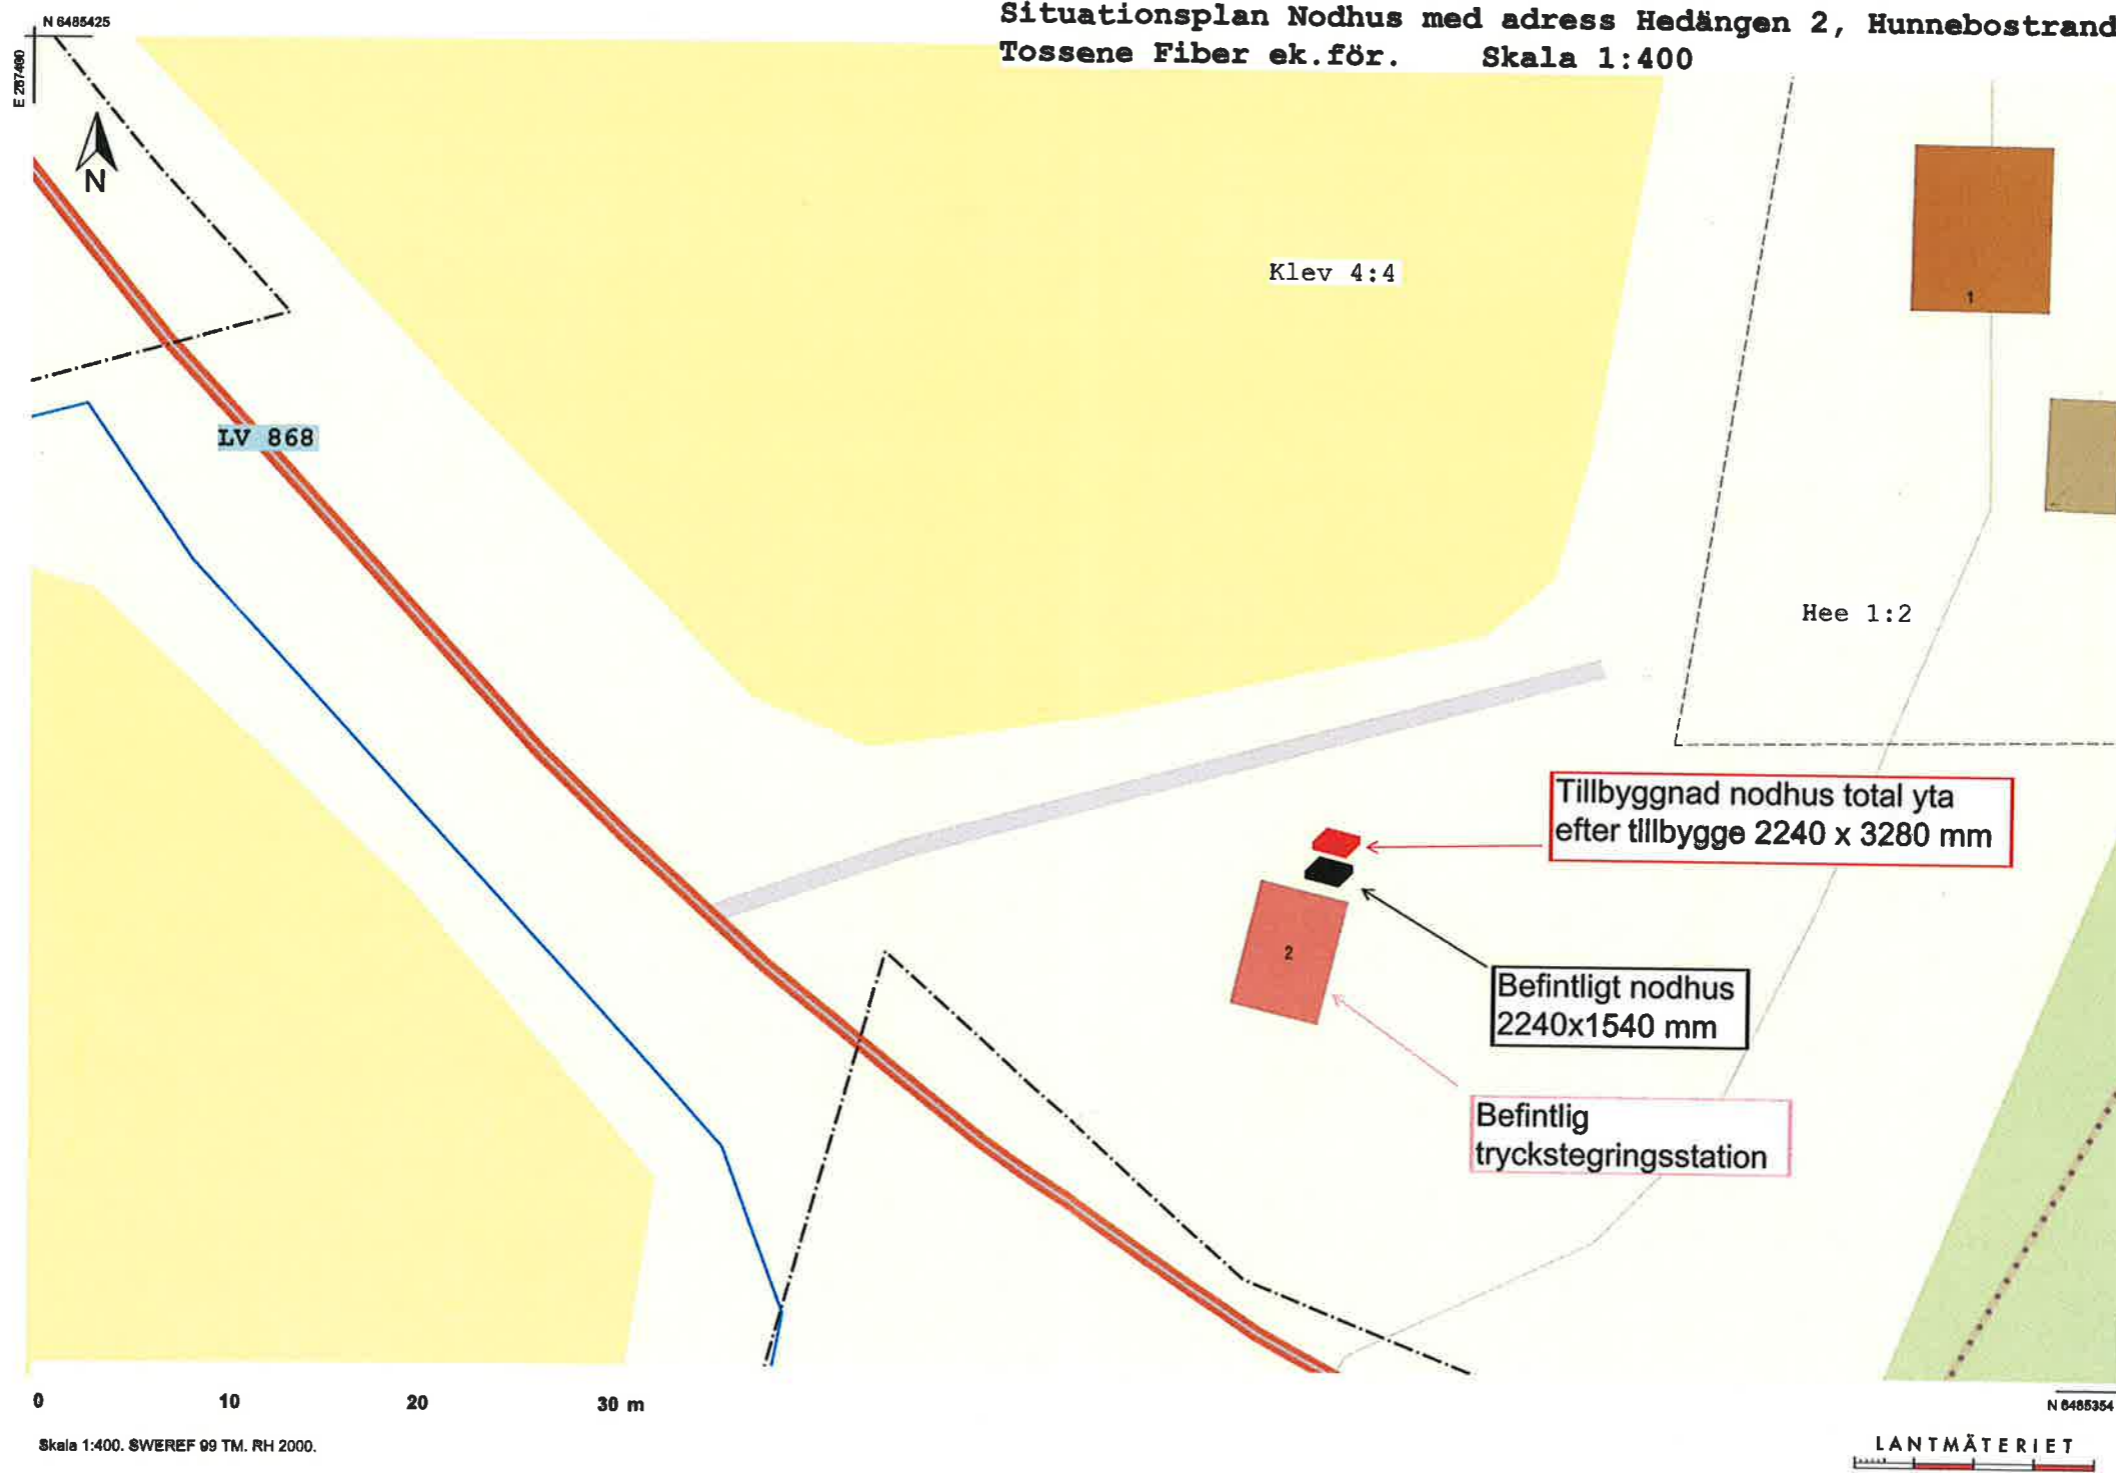 Situationsplan Nodhus med adress Hedängen 2, Hunnebostrand
Tossene Fiber ek.för. Skala 1:400
N 6485425
E 287400
N
Klev 4:4
1
LV 868
Hee 1:2
Tillbyggnad nodhus total yta
efter tillbygge 2240 x 3280 mm
2
Befintligt nodhus
2240x1540 mm
Befintlig
tryckstegringsstation
0 10 20 30 m
N 6485354
Skala 1:400. SWEREF 99 TM. RH 2000.
LANTMÄTERIET